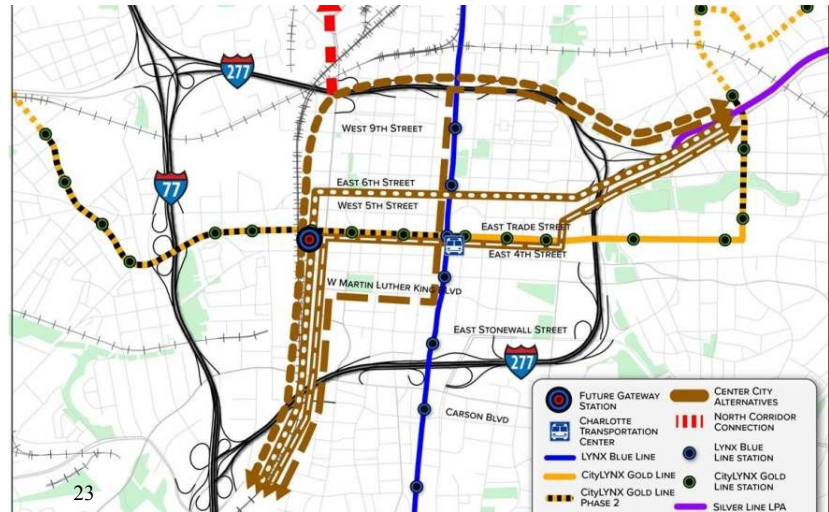 277
WEST 9TH STREET
77
EAST 6TH STREET
WEST 5TH STREET
EAST TRADE STREET
EAST 4TH STREET
W MARTIN LUTHER KING BLVD
EAST STONEWALL STREET
277
CARSON BLVD
23
FUTURE GATEWAY
STATION
CHARLOTTE
TRANSPORTATION
CENTER
LYNX BLUE LINE
CITYLYNX GOLD LINE
CITYLYNX GOLD LINE
PHASE 2
CENTER CITY
ALTERNATIVES
NORTH CORRIDOR
CONNECTION
LYNX BLUE
LINE STATION
CITYLYNX GOLD
LINE STATION
SILVER LINE LPA